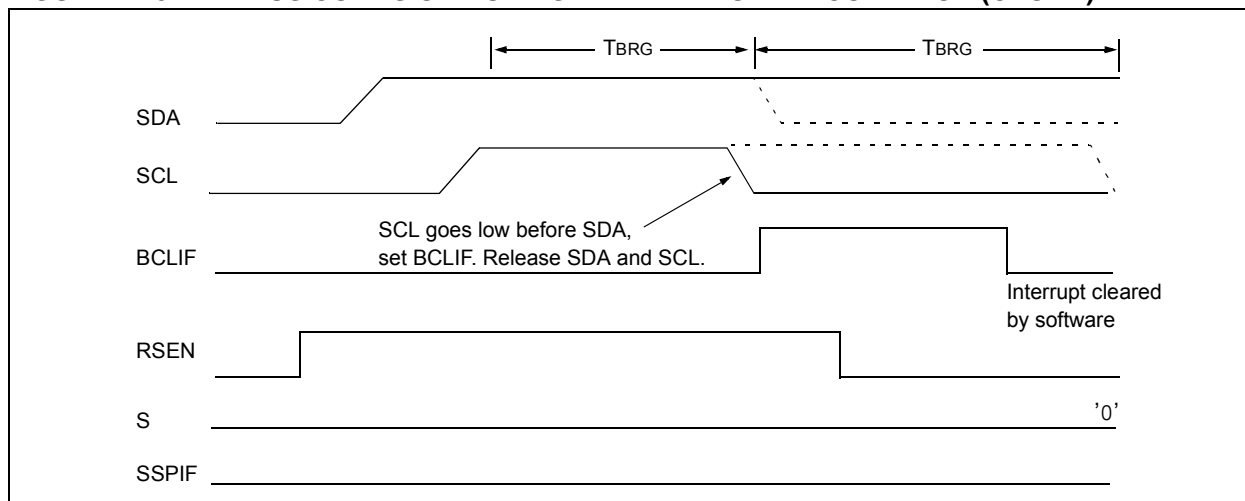 TBRG TBRG
SDA
SCL
SCL goes low before SDA,
set BCLIF. Release SDA and SCL.
BCLIF
Interrupt cleared
by software
RSEN
S '0'
SSPIF